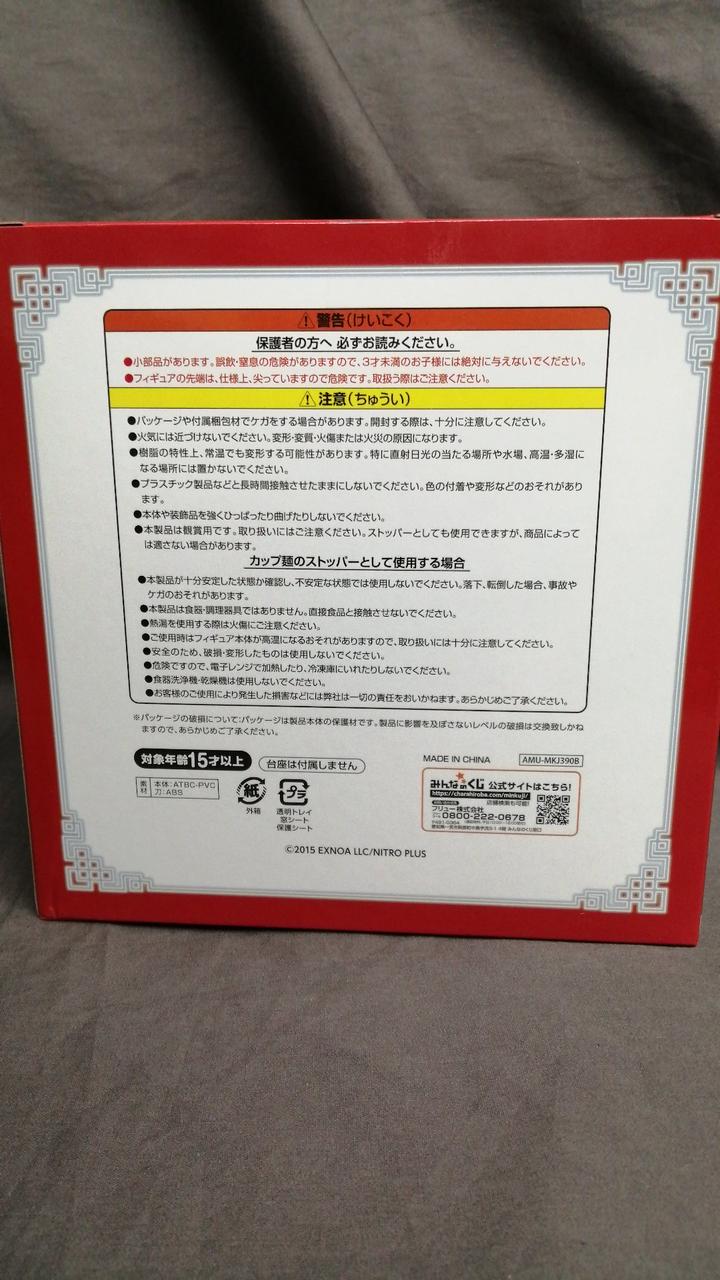 ⚠警告(けいこく)
保護者の方へ 必ずお読みください。
●小部品があります。誤飲・窒息の危険がありますので、3才未満のお子様には絶対に与えないでください。
●フィギュアの先端は、仕様上、尖っていますので危険です。取扱う際はご注意ください。
⚠注意(ちゅうい)
●パッケージや付属梱包材でケガをする場合があります。開封する際は、十分に注意してください。
●火気には近づけないでください。変形・変質・火傷または火災の原因になります。
●樹脂の特性上、常温でも変形する可能性があります。特に直射日光の当たる場所や水場、高温・多湿に
なる場所には置かないでください。
●プラスチック製品などと長時間接触させたままにしないでください。色の付着や変形などのおそれがあり
ます。
●本体や装飾品を強くひっぱったり曲げたりしないでください。
●本製品は観賞用です。取り扱いにはご注意ください。ストッパーとしても使用できますが、商品によって
は適さない場合があります。
カップ麺のストッパーとして使用する場合
●本製品が十分安定した状態か確認し、不安定な状態では使用しないでください。落下、転倒した場合、事故や
ケガのおそれがあります。
●本製品は食器・調理器具ではありません。直接食品と接触させないでください。
●熱湯を使用する際は火傷にご注意ください。
●ご使用時はフィギュア本体が高温になるおそれがありますので、取り扱いには十分に注意してください。
●安全のため、破損・変形したものは使用しないでください。
●危険ですので、電子レンジで加熱したり、冷凍庫にいれたりしないでください。
●食器洗浄機・乾燥機は使用しないでください。
●お客様のご使用により発生した損害などには弊社は一切の責任をおいかねます。あらかじめご了承ください。
※パッケージの破損について:パッケージは製品本体の保護材です。製品に影響を及ぼさないレベルの破損は交換致しかね
ますので、あらかじめご了承ください。
対象年齢15才以上
台座は付属しません
MADE IN CHINA
AMU-MKJ390B
素材
本体:ATBC-PVC
刀:ABS
紙
外箱
プラ
透明トレイ
窓シート
保護シート
みんなのくじ 公式サイトはこちら!
https://charahiroba.com/minkuji/
店舗検索も可能!
フリュー株式会社
0800-222-0678
©2015 EXNOA LLC/NITRO PLUS